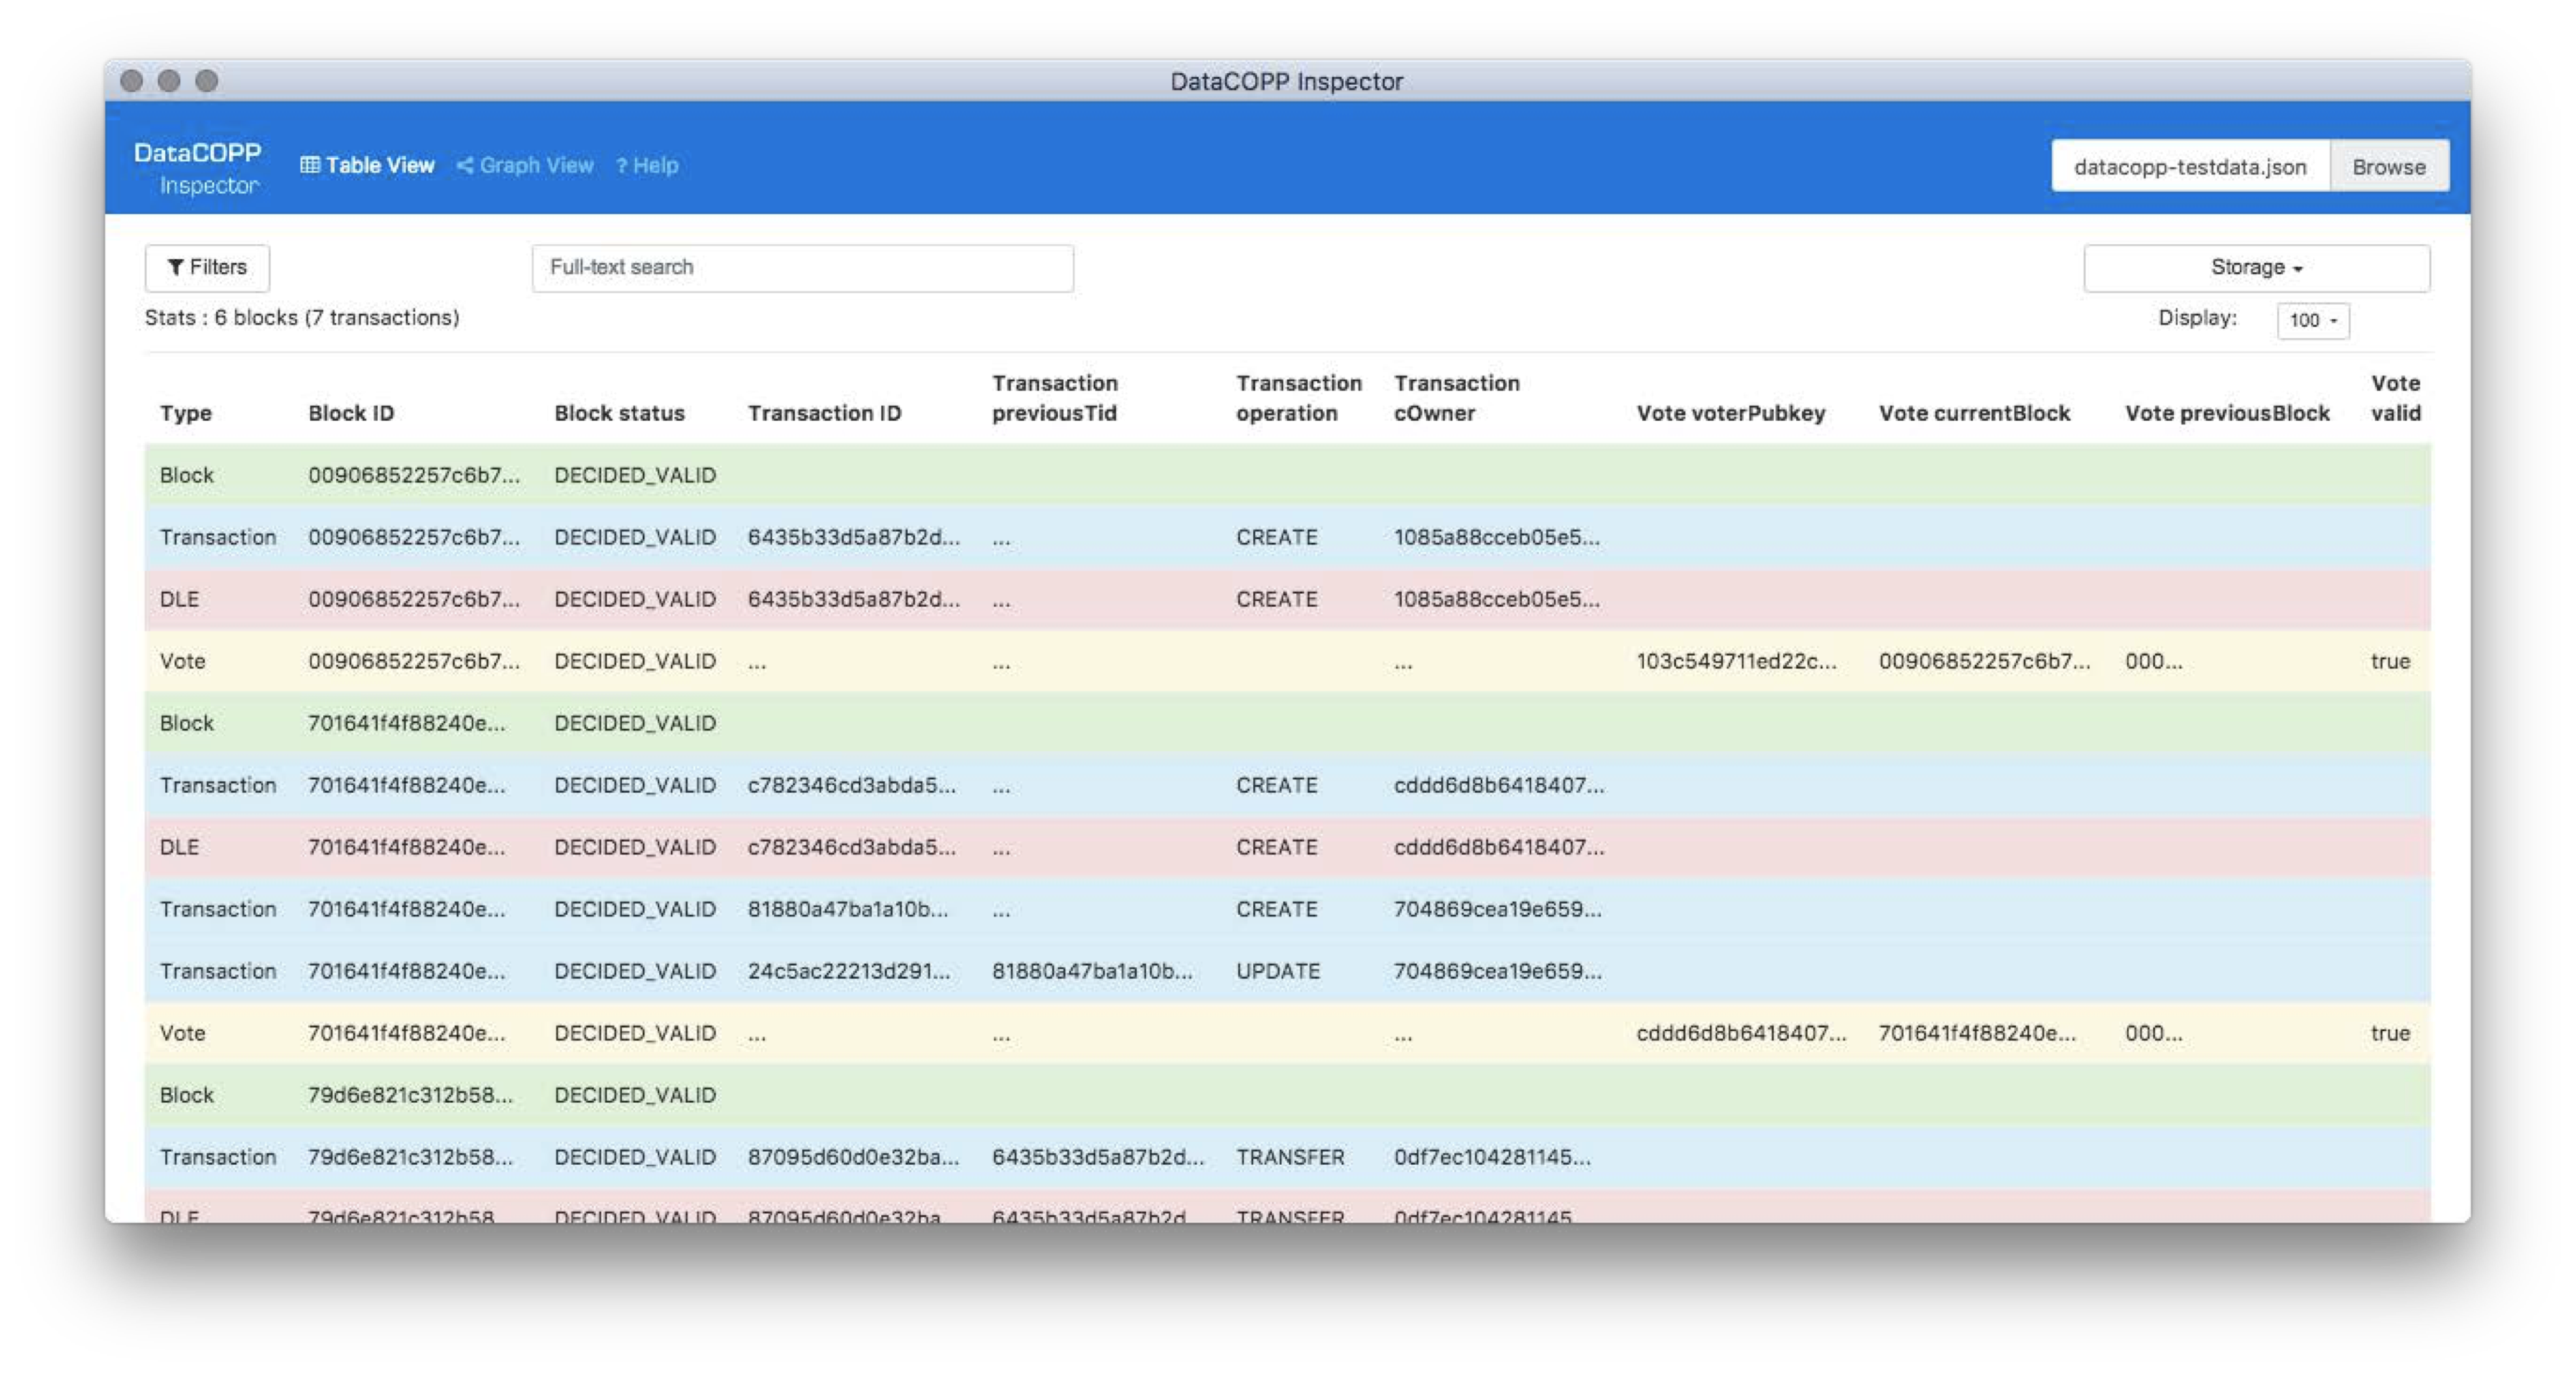 DataCOPP Inspector
DataCOPP
Inspector
Table View Graph View ? Help
datacopp-testdata.json Browse
Filters Full-text search Storage
Stats : 6 blocks (7 transactions) Display: 100
Type Block ID Block status Transaction ID Transaction previousTid Transaction operation Transaction cOwner Vote voterPubkey Vote currentBlock Vote previousBlock Vote valid
Block 00906852257c6b7... DECIDED_VALID
Transaction 00906852257c6b7... DECIDED_VALID 6435b33d5a87b2d... ... CREATE 1085a88cceb05e5...
DLE 00906852257c6b7... DECIDED_VALID 6435b33d5a87b2d... ... CREATE 1085a88cceb05e5...
Vote 00906852257c6b7... DECIDED_VALID ... ... ... 103c549711ed22c... 00906852257c6b7... 000... true
Block 701641f4f88240e... DECIDED_VALID
Transaction 701641f4f88240e... DECIDED_VALID c782346cd3abda5... ... CREATE cddd6d8b6418407...
DLE 701641f4f88240e... DECIDED_VALID c782346cd3abda5... ... CREATE cddd6d8b6418407...
Transaction 701641f4f88240e... DECIDED_VALID 81880a47ba1a10b... ... CREATE 704869cea19e659...
Transaction 701641f4f88240e... DECIDED_VALID 24c5ac22213d291... 81880a47ba1a10b... UPDATE 704869cea19e659...
Vote 701641f4f88240e... DECIDED_VALID ... ... ... cddd6d8b6418407... 701641f4f88240e... 000... true
Block 79d6e821c312b58... DECIDED_VALID
Transaction 79d6e821c312b58... DECIDED_VALID 87095d60d0e32ba... 6435b33d5a87b2d... TRANSFER 0df7ec104281145...
DLE 79d6e821c312b58 DECIDED_VALID 87095d60d0e32ba 6435b33d5a87b2d TRANSFER 0df7ec104281145